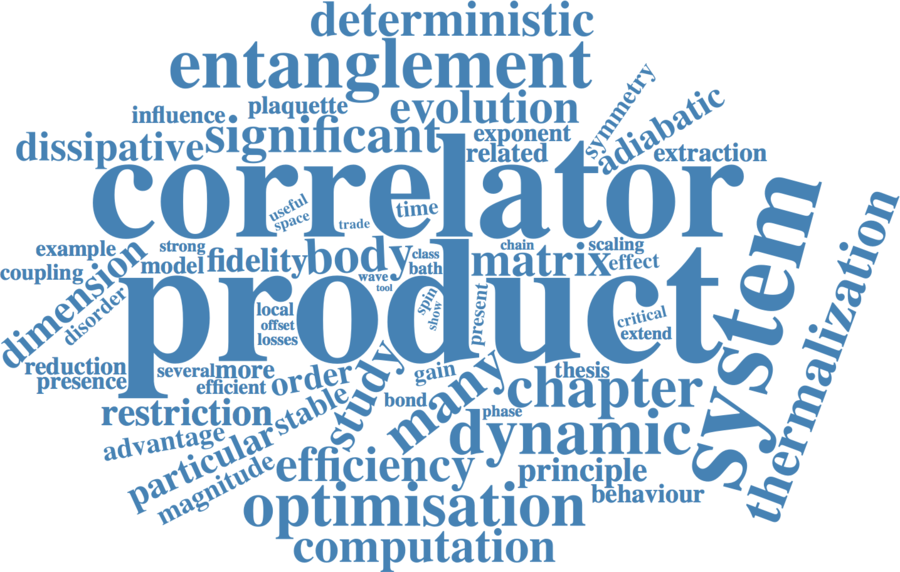 deterministic
entanglement
influence
plaquette
evolution
symmetry
adiabatic
dissipative
significant
exponent
related
extraction
correlator
useful
space
trade
time
system
thermalization
example
coupling
dimension
disorder
strong
model
fidelity
body
class
bath
wave
tool
chain
scaling
matrix
effect
product
local
offset
losses
spin
show
present
critical
extend
reduction
presence
several
more
efficient
order
study
gain
many
thesis
chapter
bond
phase
restriction
stable
advantage
particular
magnitude
dynamic
efficiency
principle
behaviour
optimisation
computation